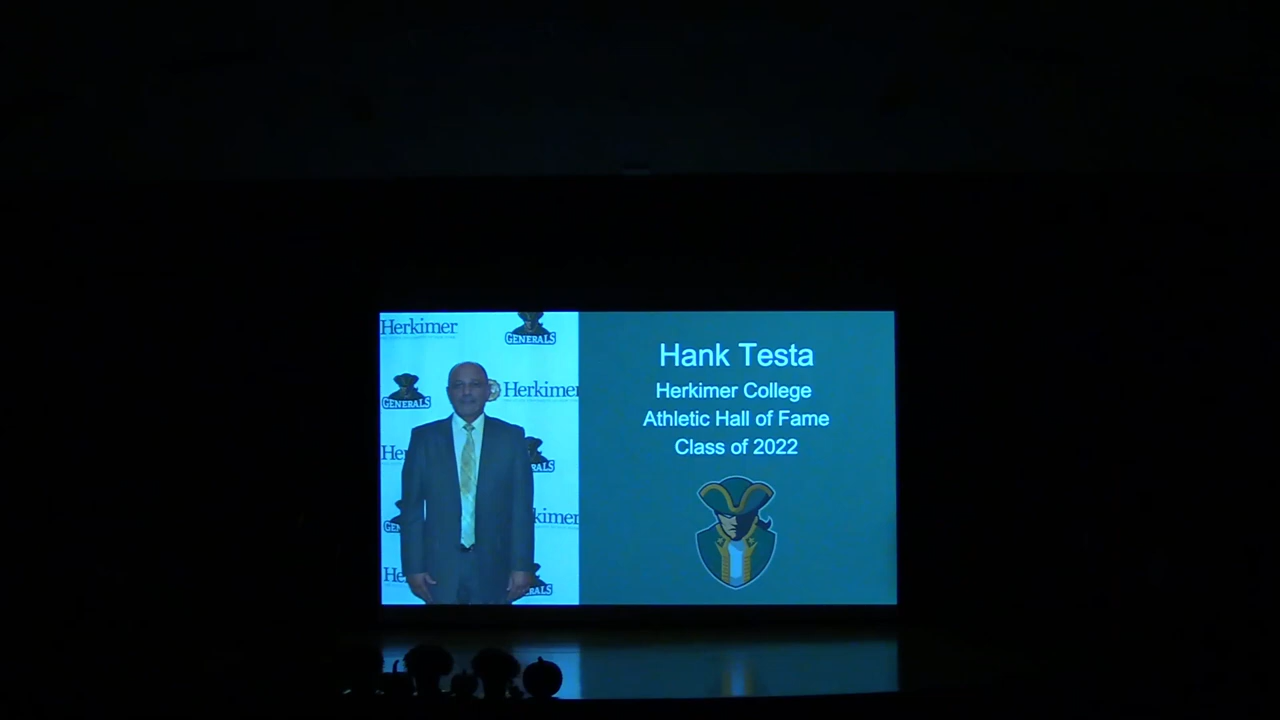 Herkimer
GENERALS
Herkimer
GENERALS
Hank Testa
Herkimer College
Athletic Hall of Fame
Class of 2022